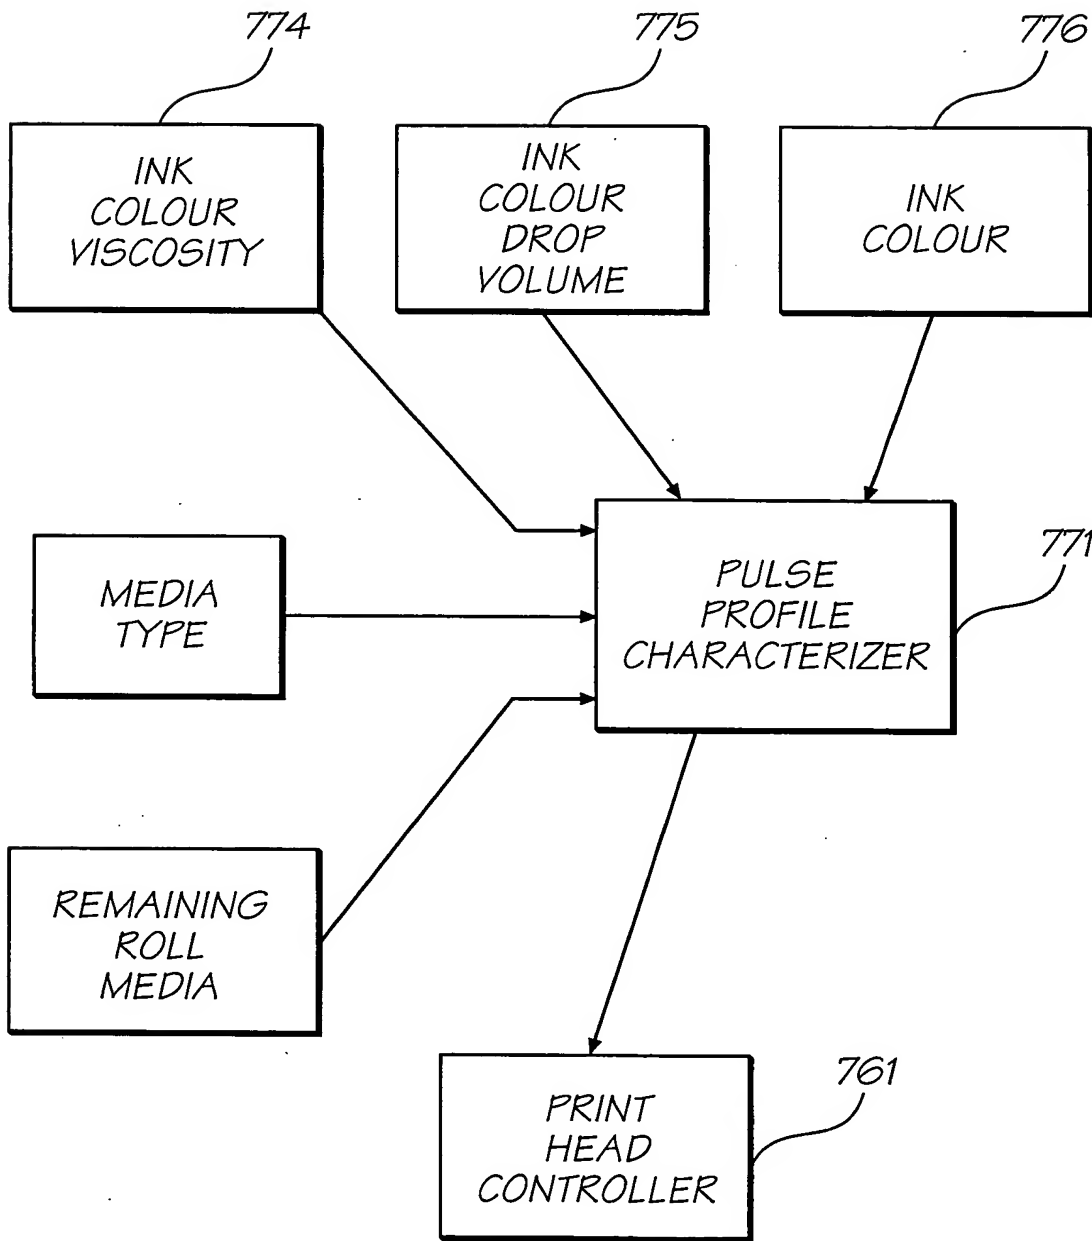 774
775
776
INK
COLOUR
VISCOSITY
INK
COLOUR
DROP
VOLUME
INK
COLOUR
MEDIA
TYPE
PULSE
PROFILE
CHARACTERIZER
771
REMAINING
ROLL
MEDIA
PRINT
HEAD
CONTROLLER
761